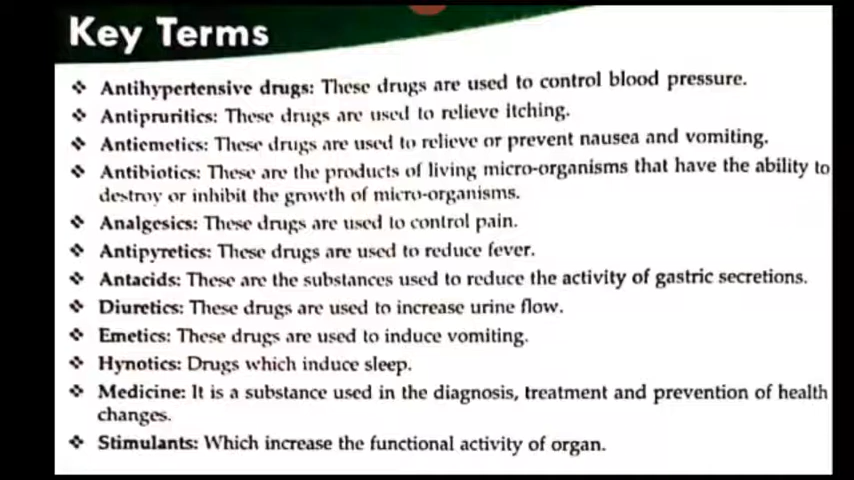 Key Terms
❖ Antihypertensive drugs: These drugs are used to control blood pressure.
❖ Antipruritics: These drugs are used to relieve itching.
❖ Antiemetics: These drugs are used to relieve or prevent nausea and vomiting.
❖ Antibiotics: These are the products of living micro-organisms that have the ability to
destroy or inhibit the growth of micro-organisms.
❖ Analgesics: These drugs are used to control pain.
❖ Antipyretics: These drugs are used to reduce fever.
❖ Antacids: These are the substances used to reduce the activity of gastric secretions.
❖ Diuretics: These drugs are used to increase urine flow.
❖ Emetics: These drugs are used to induce vomiting.
❖ Hynotics: Drugs which induce sleep.
❖ Medicine: It is a substance used in the diagnosis, treatment and prevention of health
changes.
❖ Stimulants: Which increase the functional activity of organ.